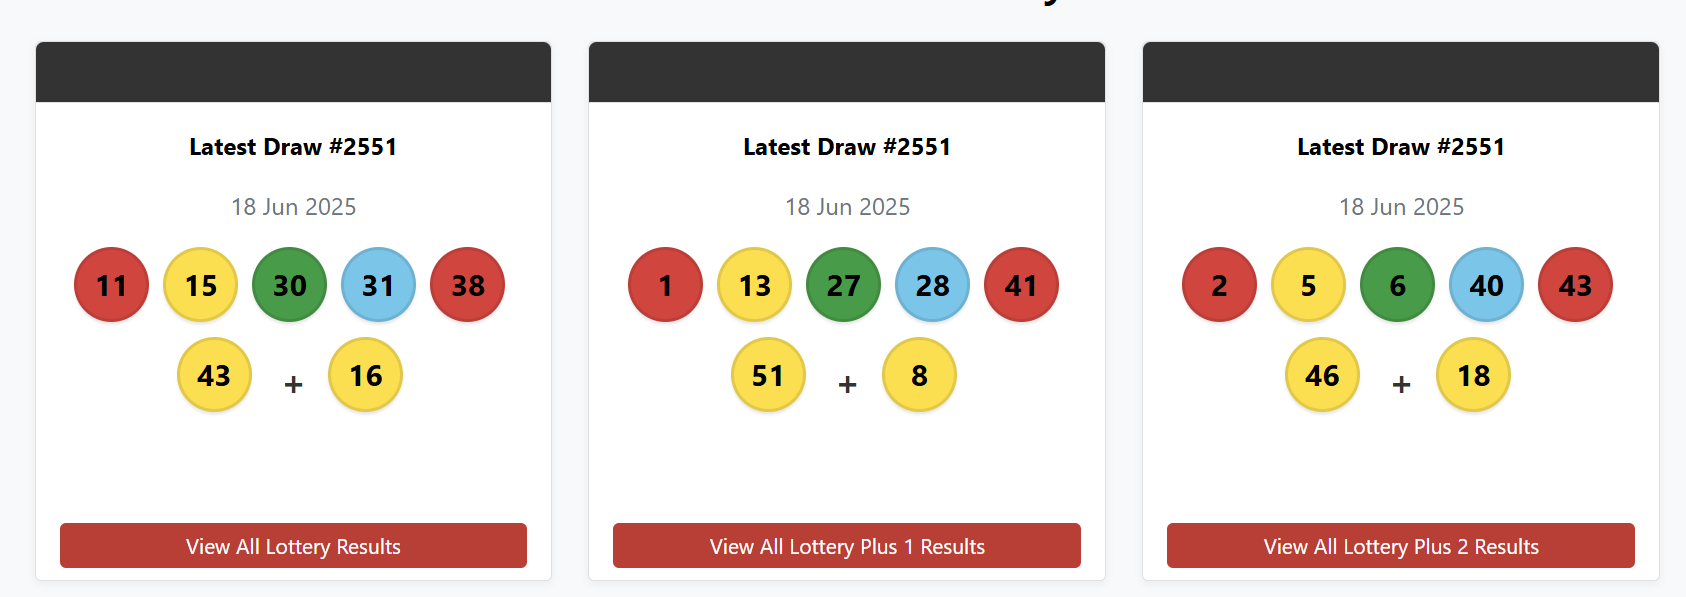 Latest Draw #2551
18 Jun 2025
11 15 30 31 38
43 + 16
View All Lottery Results
Latest Draw #2551
18 Jun 2025
1 13 27 28 41
51 + 8
View All Lottery Plus 1 Results
Latest Draw #2551
18 Jun 2025
2 5 6 40 43
46 + 18
View All Lottery Plus 2 Results